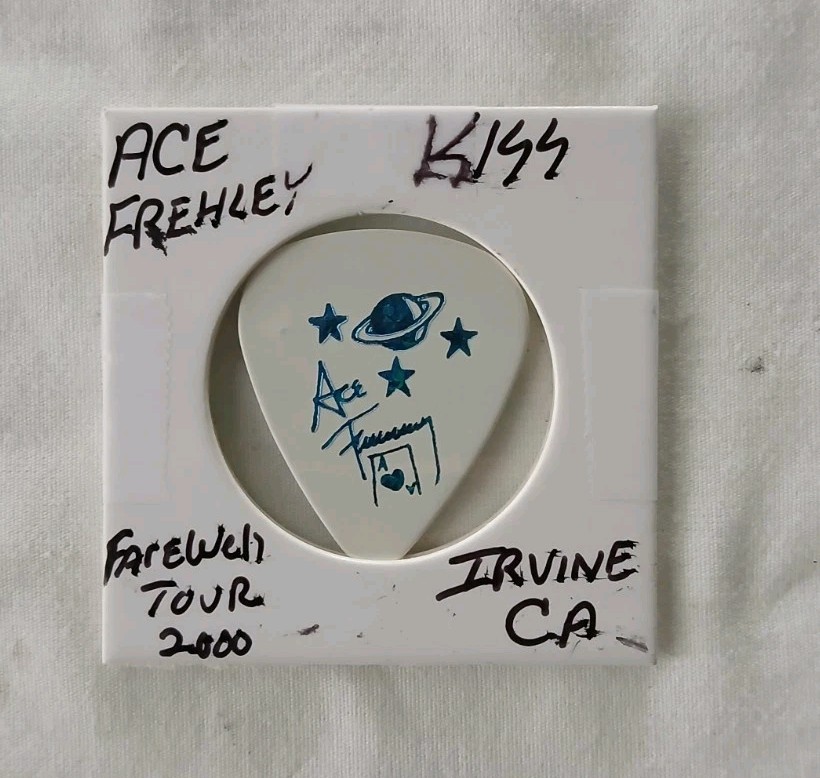 ACE
FREHLEY
KISS
Ace
A
FAREWell
TOUR
2000
IRVINE
CA